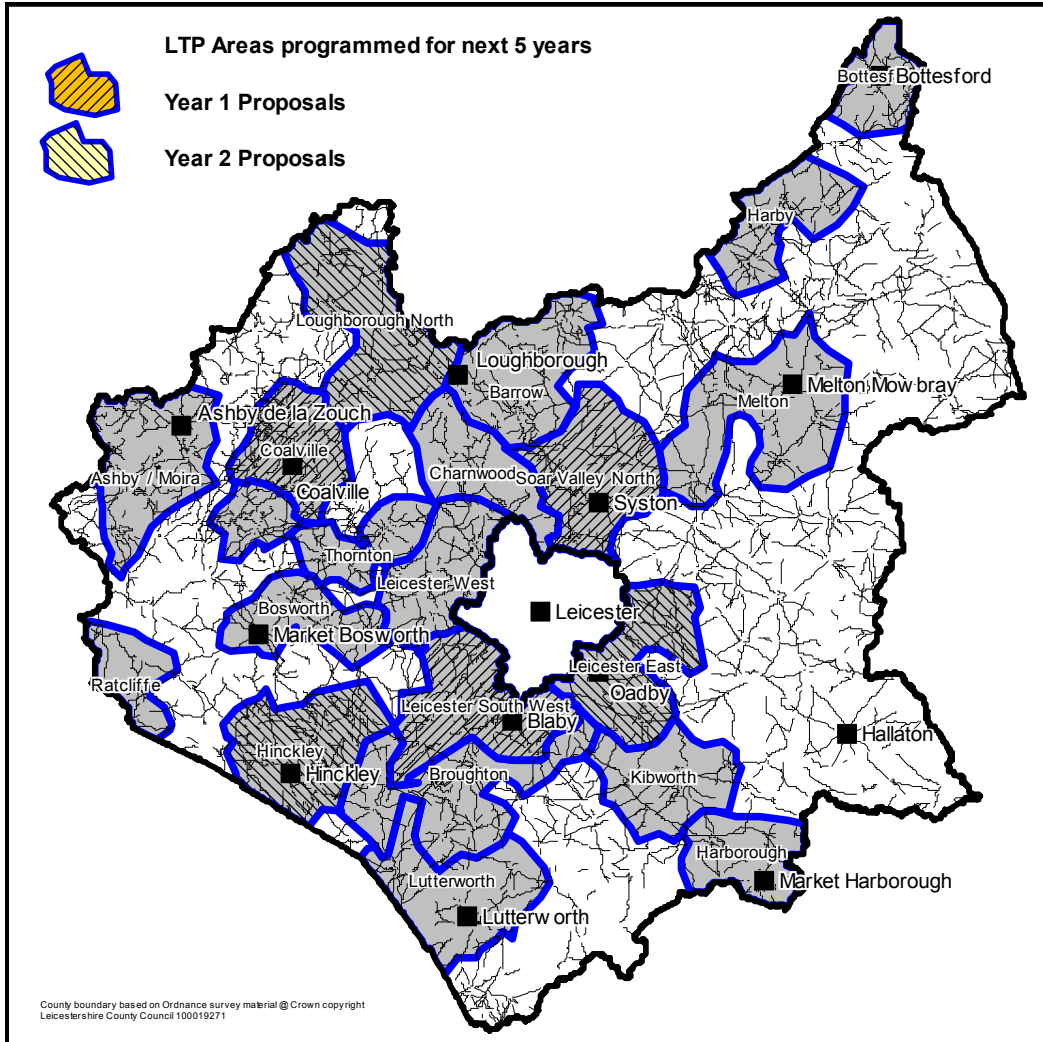 LTP Areas programmed for next 5 years
Year 1 Proposals
Year 2 Proposals
Bottesf
Bottesford
Harby
Loughborough North
Loughborough
Barrow
Melton Mowbray
Melton
Ashby de la Zouch
Coalville
Ashby / Moira
Coalville
Charnwood
Soar Valley North
Syston
Thornton
Leicester West
Leicester
Bosworth
Market Bosworth
Leicester East
Oadby
Ratcliffe
Leicester South West
Blaby
Hallaton
Hinckley
Hinckley
Broughton
Kibworth
Harborough
Market Harborough
Lutterworth
Lutterworth
County boundary based on Ordnance survey material @ Crown copyright
Leicestershire County Council 100019271